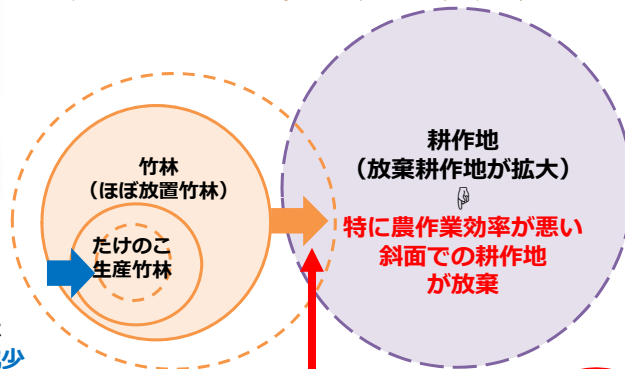 竹林
（ほぼ放置竹林）
たけのこ
生産竹林
耕作地
（放棄耕作地が拡大）
☟
特に農作業効率が悪い
斜面での耕作地
が放棄
少